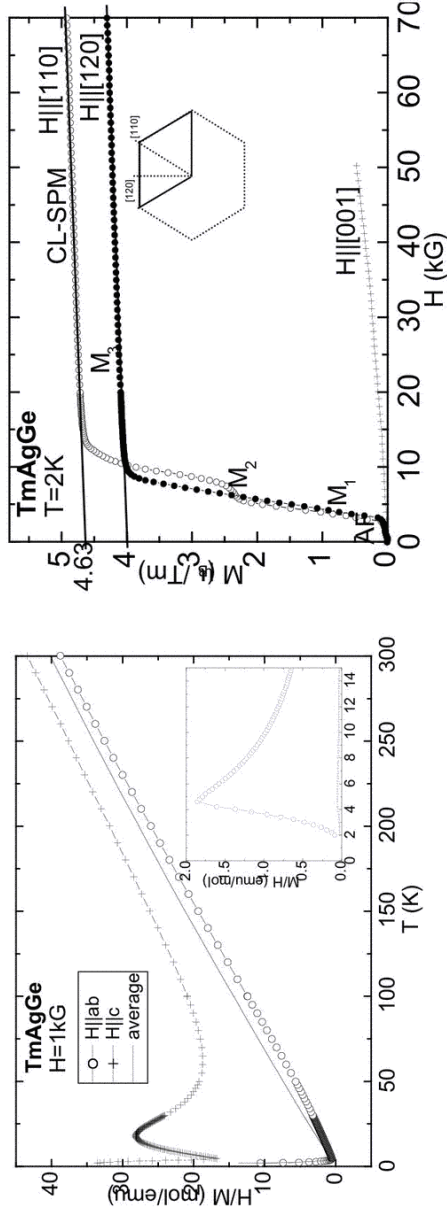 TmAgGe
H=1kG
H||ab
H||c
average
H/M (mol/emu)
40
30
20
10
0
0
50
100
150
200
250
300
T (K)
M/H (emu/mol)
2.0
1.5
1.0
0.5
0.0
0
2
4
6
8
10
12
14
TmAgGe
T=2K
CL-SPM
H||[110]
H||[120]
M3
M2
M1
AF
H||[001]
[120]
[110]
5
4.63
4
3
2
1
0
M (μB/Tm)
0
10
20
30
40
50
60
70
H (kG)